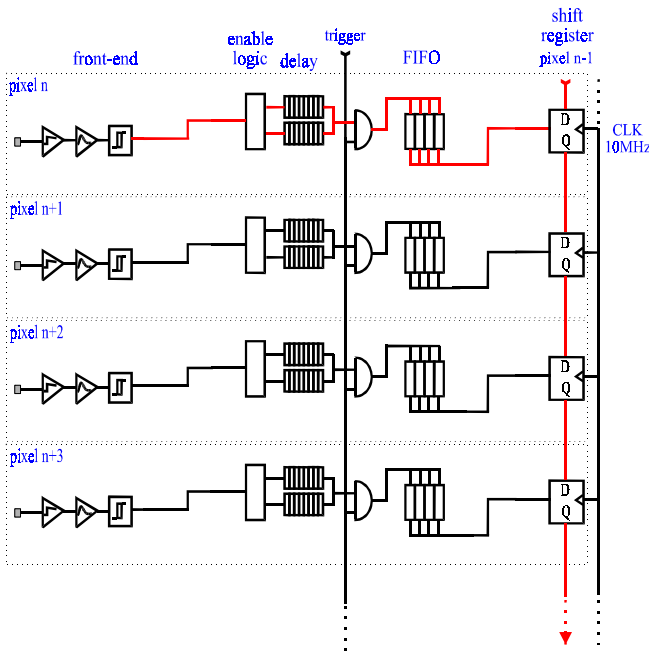 shift
register
pixel n-1
enable
logic
trigger
front-end
delay
FIFO
pixel n
D
Q
CLK
10MHz
pixel n+1
D
Q
pixel n+2
D
Q
pixel n+3
D
Q